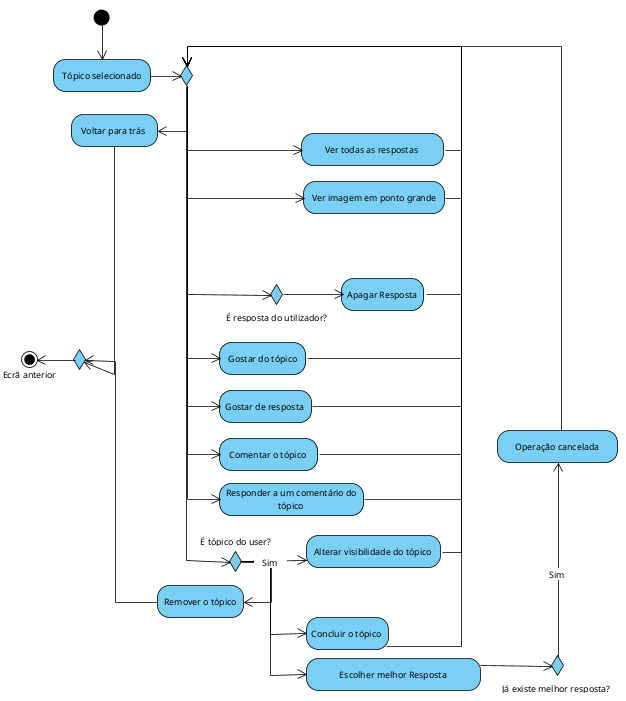 Tópico selecionado
Voltar para trás
Ver todas as respostas
Ver imagem em ponto grande
Apagar Resposta
É resposta do utilizador?
Gostar do tópico
Ecrã anterior
Gostar de resposta
Operação cancelada
Comentar o tópico
Responder a um comentário do
tópico
É tópico do user?
Alterar visibilidade do tópico
Sim
Sim
Remover o tópico
Concluir o tópico
Escolher melhor Resposta
Já existe melhor resposta?